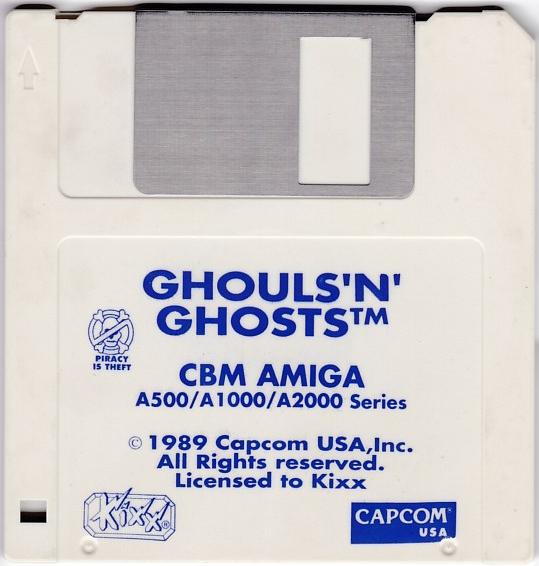 GHOULS'N'
GHOSTS™
PIRACY
IS THEFT
CBM AMIGA
A500/A1000/A2000 Series
© 1989 Capcom USA,Inc.
All Rights reserved.
Licensed to Kixx
Kixx®
CAPCOM
USA